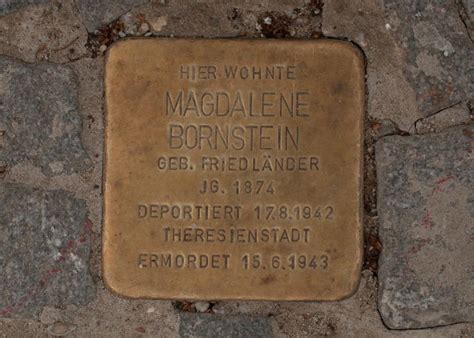 HIER WOHNTE
MAGDALENE
BORNSTEIN
GEB. FRIEDLÄNDER
JG. 1874
DEPORTIERT 17.8.1942
THERESIENSTADT
ERMORDET 15.6.1943